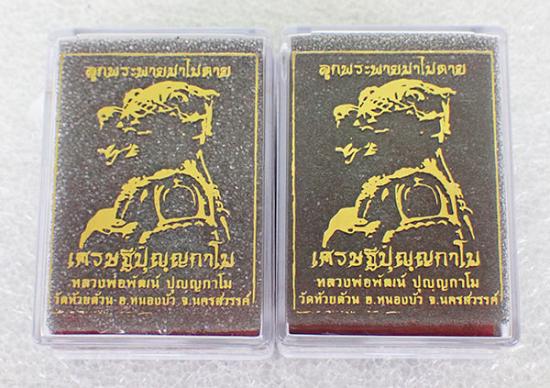 ลูกพระพายม้าไม่ตาย
เศรษฐีปุญฺญกาโม
หลวงพ่อพัฒน์ ปุญฺญกาโม
วัดห้วยด้วน อ.หนองบัว จ.นครสวรรค์
ลูกพระพายม้าไม่ตาย
เศรษฐีปุญฺญกาโม
หลวงพ่อพัฒน์ ปุญฺญกาโม
วัดห้วยด้วน อ.หนองบัว จ.นครสวรรค์